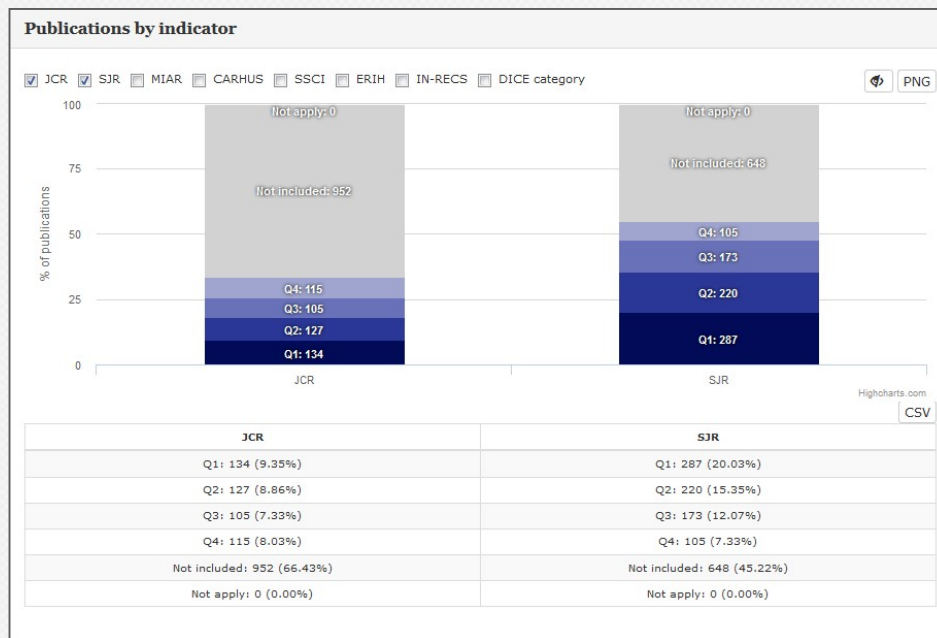 Publications by indicator
JCR SJR MIAR CARHUS SSCI ERIH IN-RECS DICE category
PNG
100
75
50
25
0
% of publications
Not apply: 0
Not included: 952
Q4: 115
Q3: 105
Q2: 127
Q1: 134
JCR
Not apply: 0
Not included: 648
Q4: 105
Q3: 173
Q2: 220
Q1: 287
SJR
Highcharts.com
CSV
JCR SJR
Q1: 134 (9.35%) Q1: 287 (20.03%)
Q2: 127 (8.86%) Q2: 220 (15.35%)
Q3: 105 (7.33%) Q3: 173 (12.07%)
Q4: 115 (8.03%) Q4: 105 (7.33%)
Not included: 952 (66.43%) Not included: 648 (45.22%)
Not apply: 0 (0.00%) Not apply: 0 (0.00%)